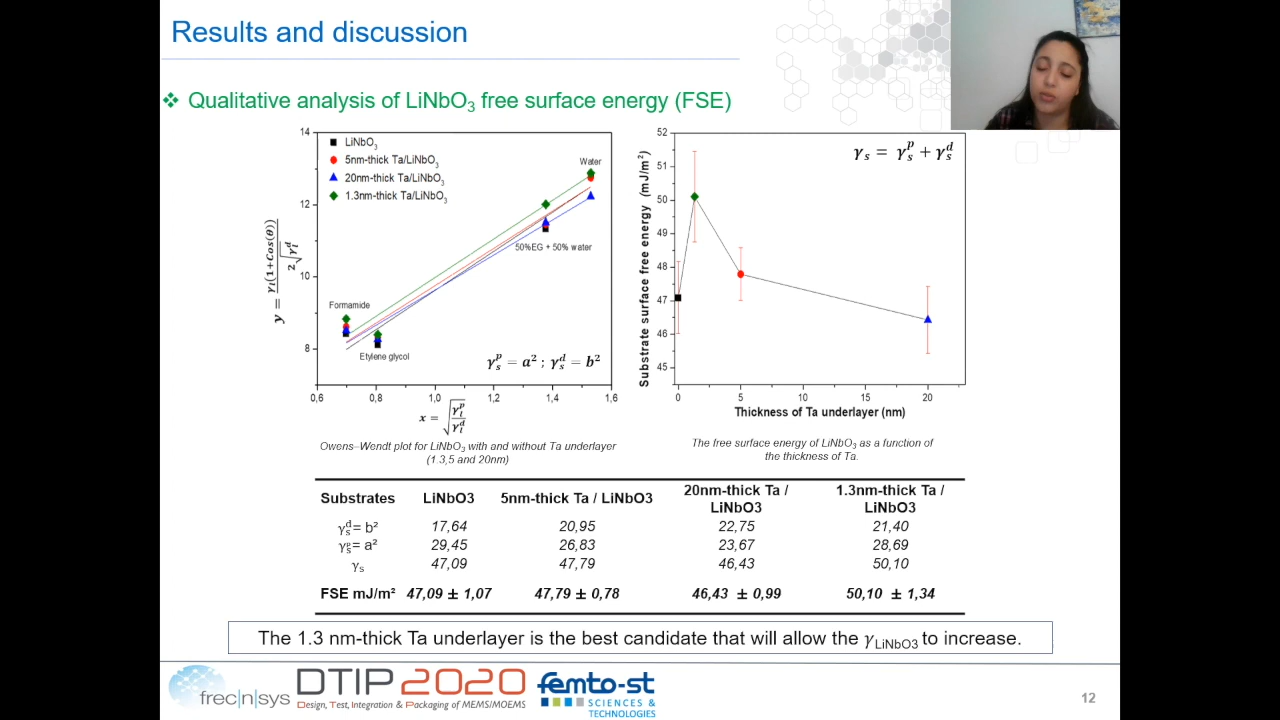 Results and discussion
❖ Qualitative analysis of LiNbO₃ free surface energy (FSE)
14
12
10
8
0,6 0,8 1,0 1,2 1,4 1,6
LiNbO₃
5nm-thick Ta/LiNbO₃
20nm-thick Ta/LiNbO₃
1.3nm-thick Ta/LiNbO₃
Water
50%EG + 50% water
Formamide
Etylene glycol
y = γₗ(1+Cos(θ)) / 2√γₗᵈ
γₛᵖ = a² ; γₛᵈ = b²
x = √(γₗᵖ / γₗᵈ)
Owens–Wendt plot for LiNbO₃ with and without Ta underlayer
(1.3,5 and 20nm)
52
51
50
49
48
47
46
45
0 5 10 15 20
Substrate surface free energy (mJ/m²)
γₛ = γₛᵖ + γₛᵈ
Thickness of Ta underlayer (nm)
The free surface energy of LiNbO₃ as a function of
the thickness of Ta.
Substrates LiNbO3 5nm-thick Ta / LiNbO3 20nm-thick Ta / LiNbO3 1.3nm-thick Ta / LiNbO3
γₛᵈ= b² 17,64 20,95 22,75 21,40
γₛᵖ= a² 29,45 26,83 23,67 28,69
γₛ 47,09 47,79 46,43 50,10
FSE mJ/m² 47,09 ± 1,07 47,79 ± 0,78 46,43 ± 0,99 50,10 ± 1,34
The 1.3 nm-thick Ta underlayer is the best candidate that will allow the γ LiNbO3 to increase.
frec|n|sys
DTIP 2020
Design, Test, Integration & Packaging of MEMS/MOEMS
femto-st
SCIENCES &
TECHNOLOGIES
12